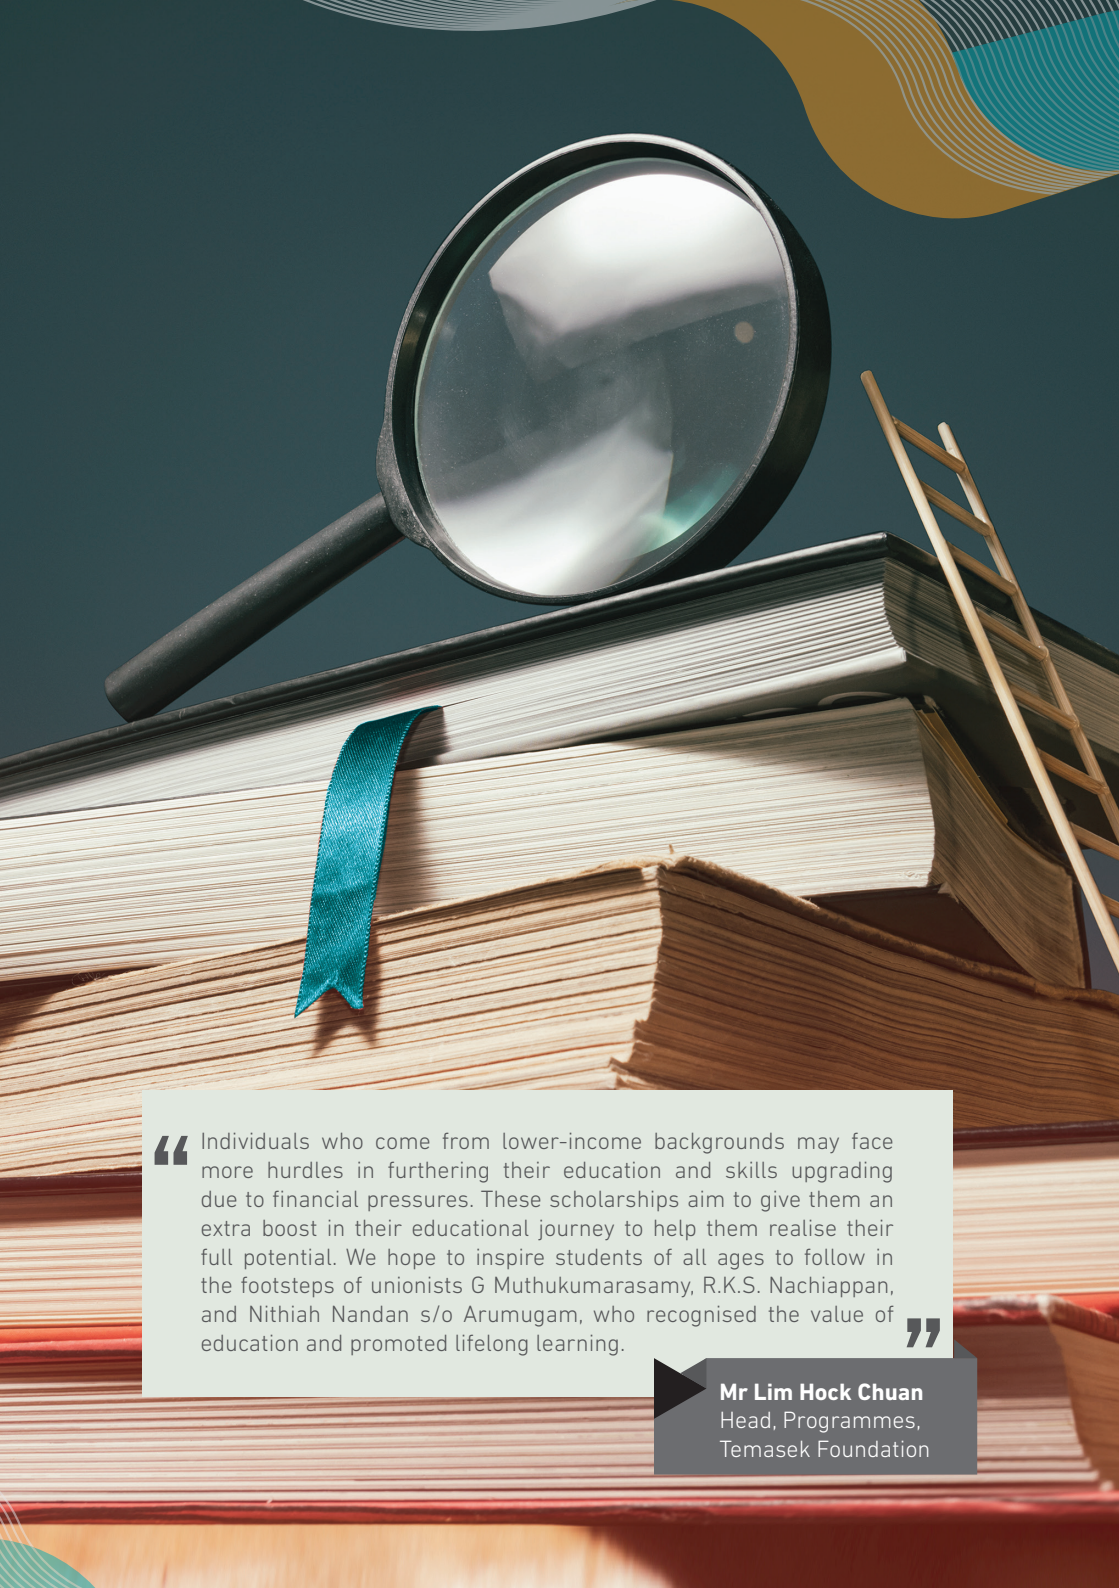 “Individuals who come from lower-income backgrounds may face
more hurdles in furthering their education and skills upgrading
due to financial pressures. These scholarships aim to give them an
extra boost in their educational journey to help them realise their
full potential. We hope to inspire students of all ages to follow in
the footsteps of unionists G Muthukumarasamy, R.K.S. Nachiappan,
and Nithiah Nandan s/o Arumugam, who recognised the value of
education and promoted lifelong learning.”
Mr Lim Hock Chuan
Head, Programmes,
Temasek Foundation